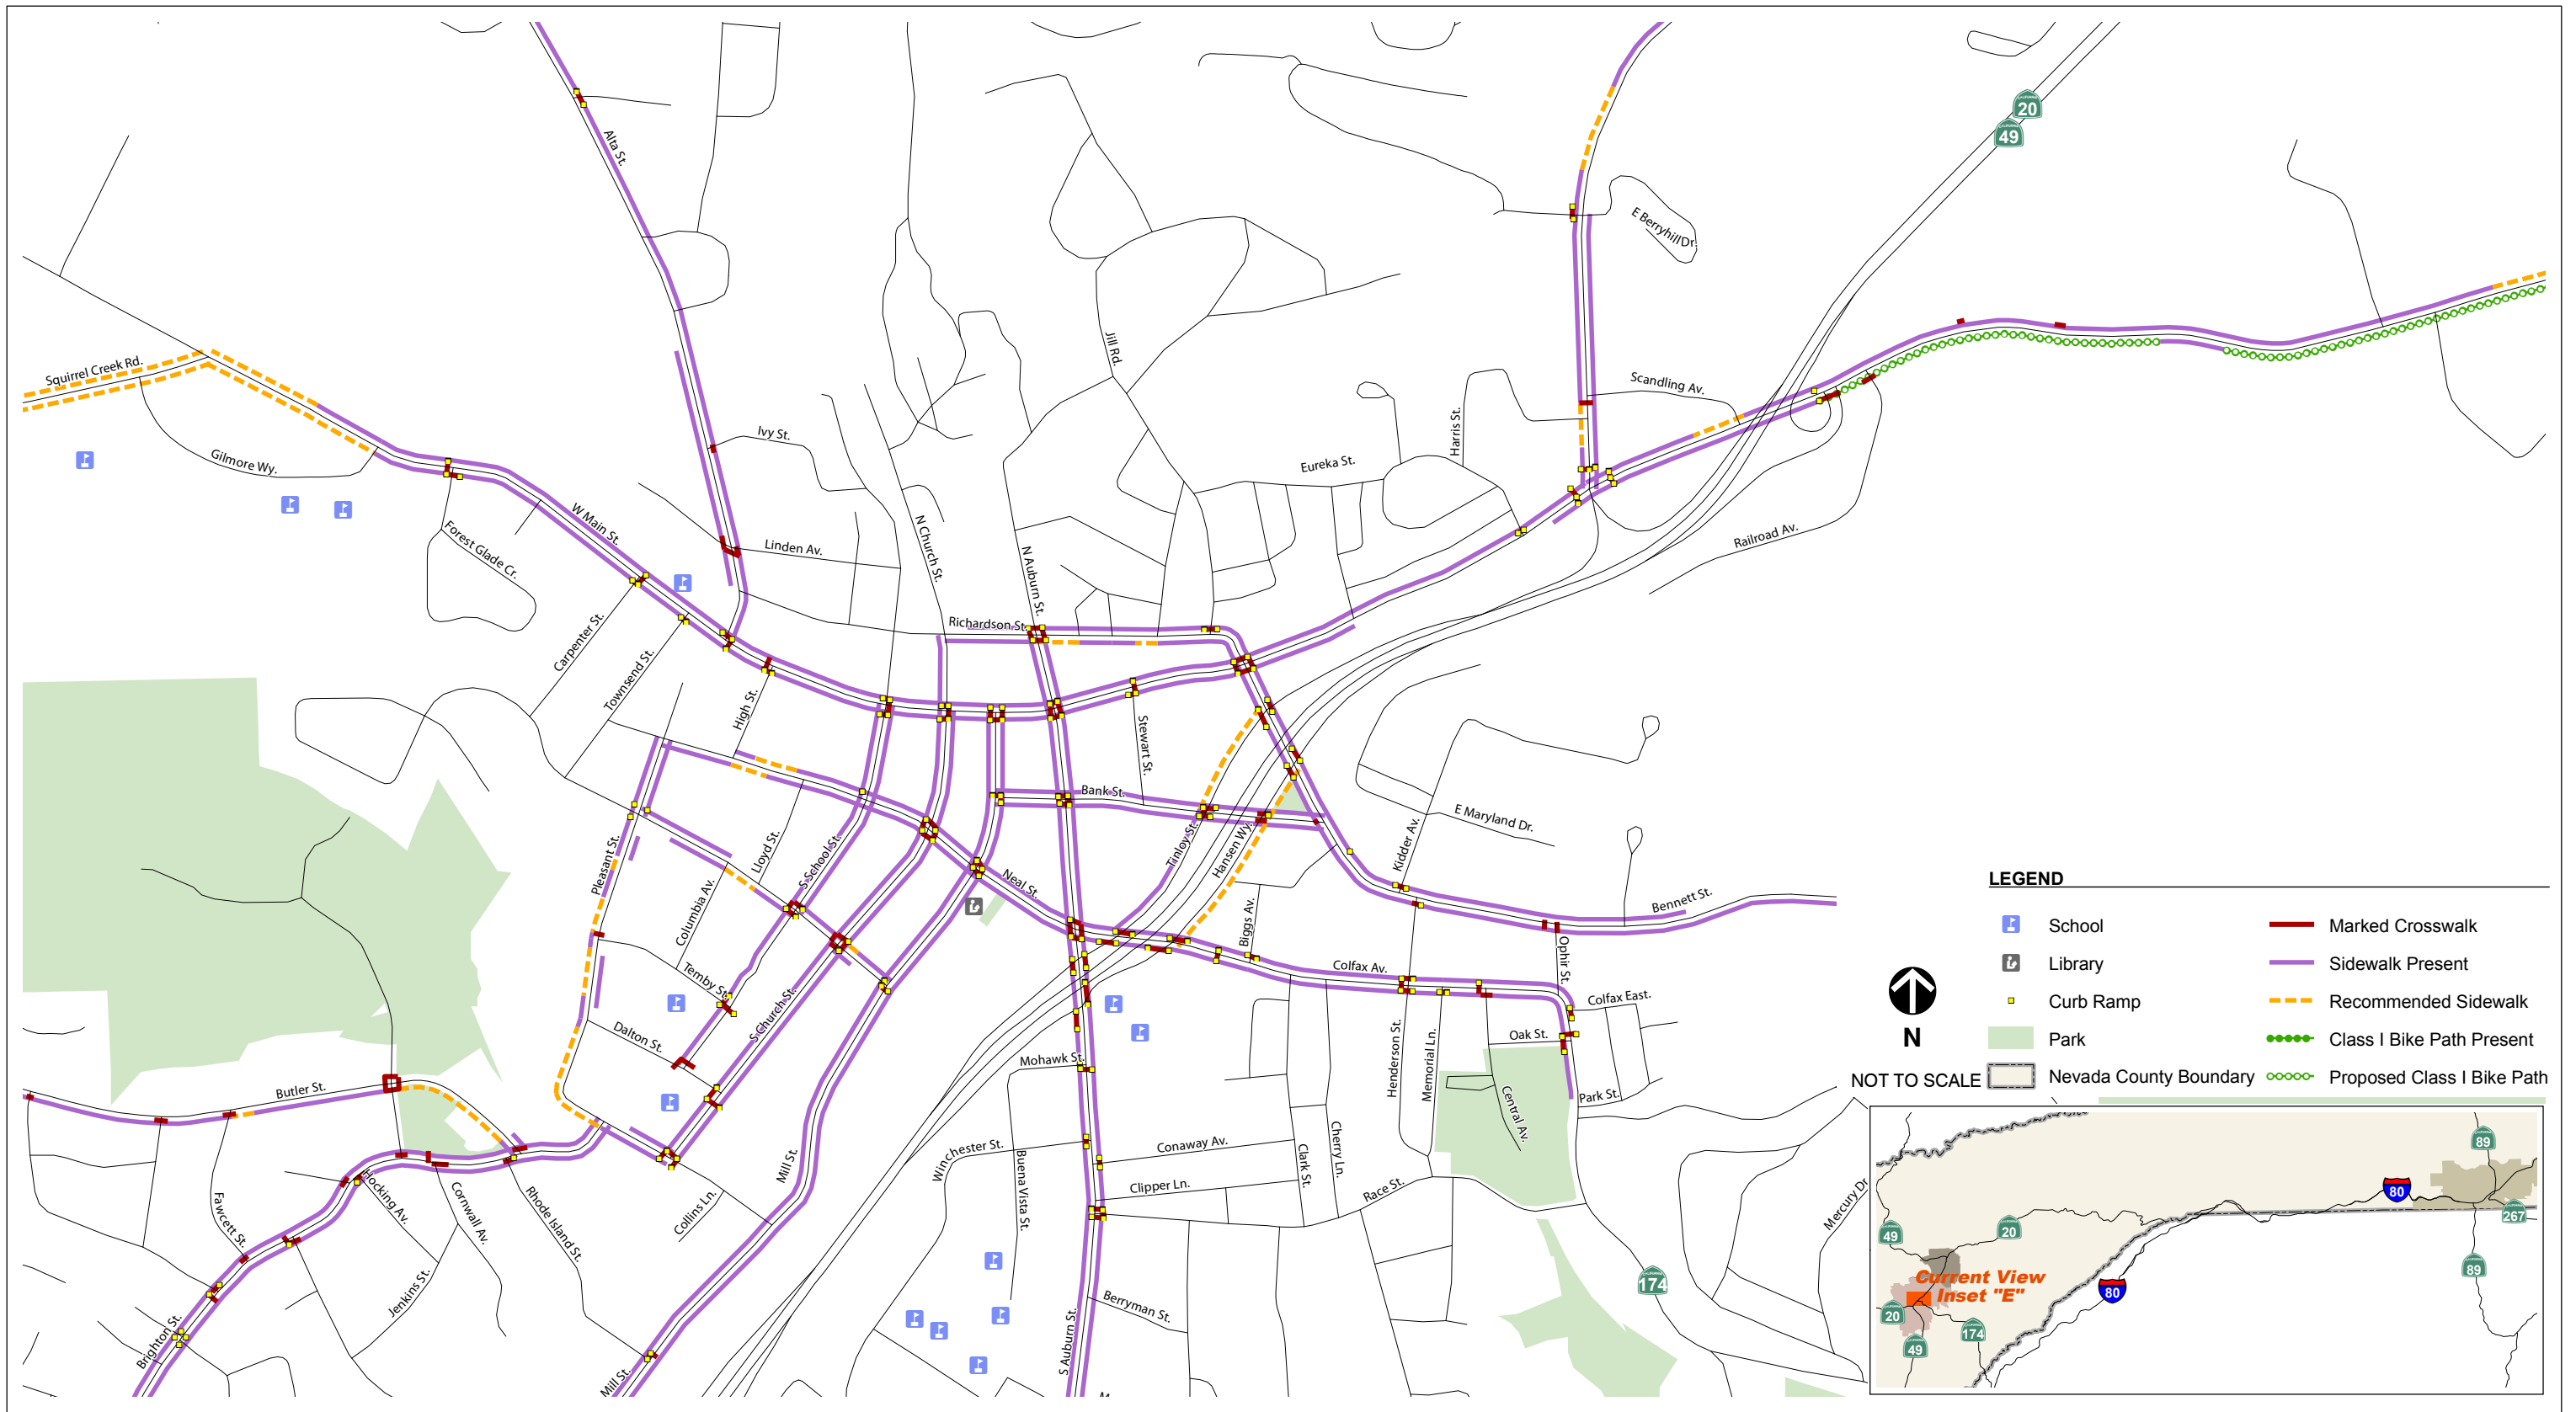 20
49
Alta St.
E Berryhill Dr.
Squirrel Creek Rd.
Jill Rd.
Scandling Av.
Ivy St.
Harris St.
Gilmore Wy.
Eureka St.
W Main St.
N Church St.
Forest Glade Cr.
Linden Av.
N Auburn St.
Railroad Av.
Richardson St.
Carpenter St.
Townsend St.
High St.
Stewart St.
Bank St.
E Maryland Dr.
Kidder Av.
Tinloy St.
Hansen Wy.
Pleasant St.
Lloyd St.
S School St.
Neal St.
Columbia Av.
Biggs Av.
Bennett St.
Temby St.
Colfax Av.
Ophir St.
Colfax East.
S Church St.
Dalton St.
Oak St.
Mohawk St.
Henderson St.
Memorial Ln.
Central Av.
Park St.
Butler St.
Winchester St.
Conaway Av.
Cherry Ln.
Clark St.
Clipper Ln.
Buena Vista St.
Race St.
Mill St.
Hocking Av.
Cornwall Av.
Rhode Island St.
Fawcett St.
Collins Ln.
Mercury Dr
Jenkins St.
174
Berryman St.
Brighton St.
S Auburn St.
Mill St.
LEGEND
School
Marked Crosswalk
Library
Sidewalk Present
Curb Ramp
Recommended Sidewalk
Park
Class I Bike Path Present
Nevada County Boundary
Proposed Class I Bike Path
N
NOT TO SCALE
89
80
267
49
20
89
Current View
Inset "E"
80
20
174
49